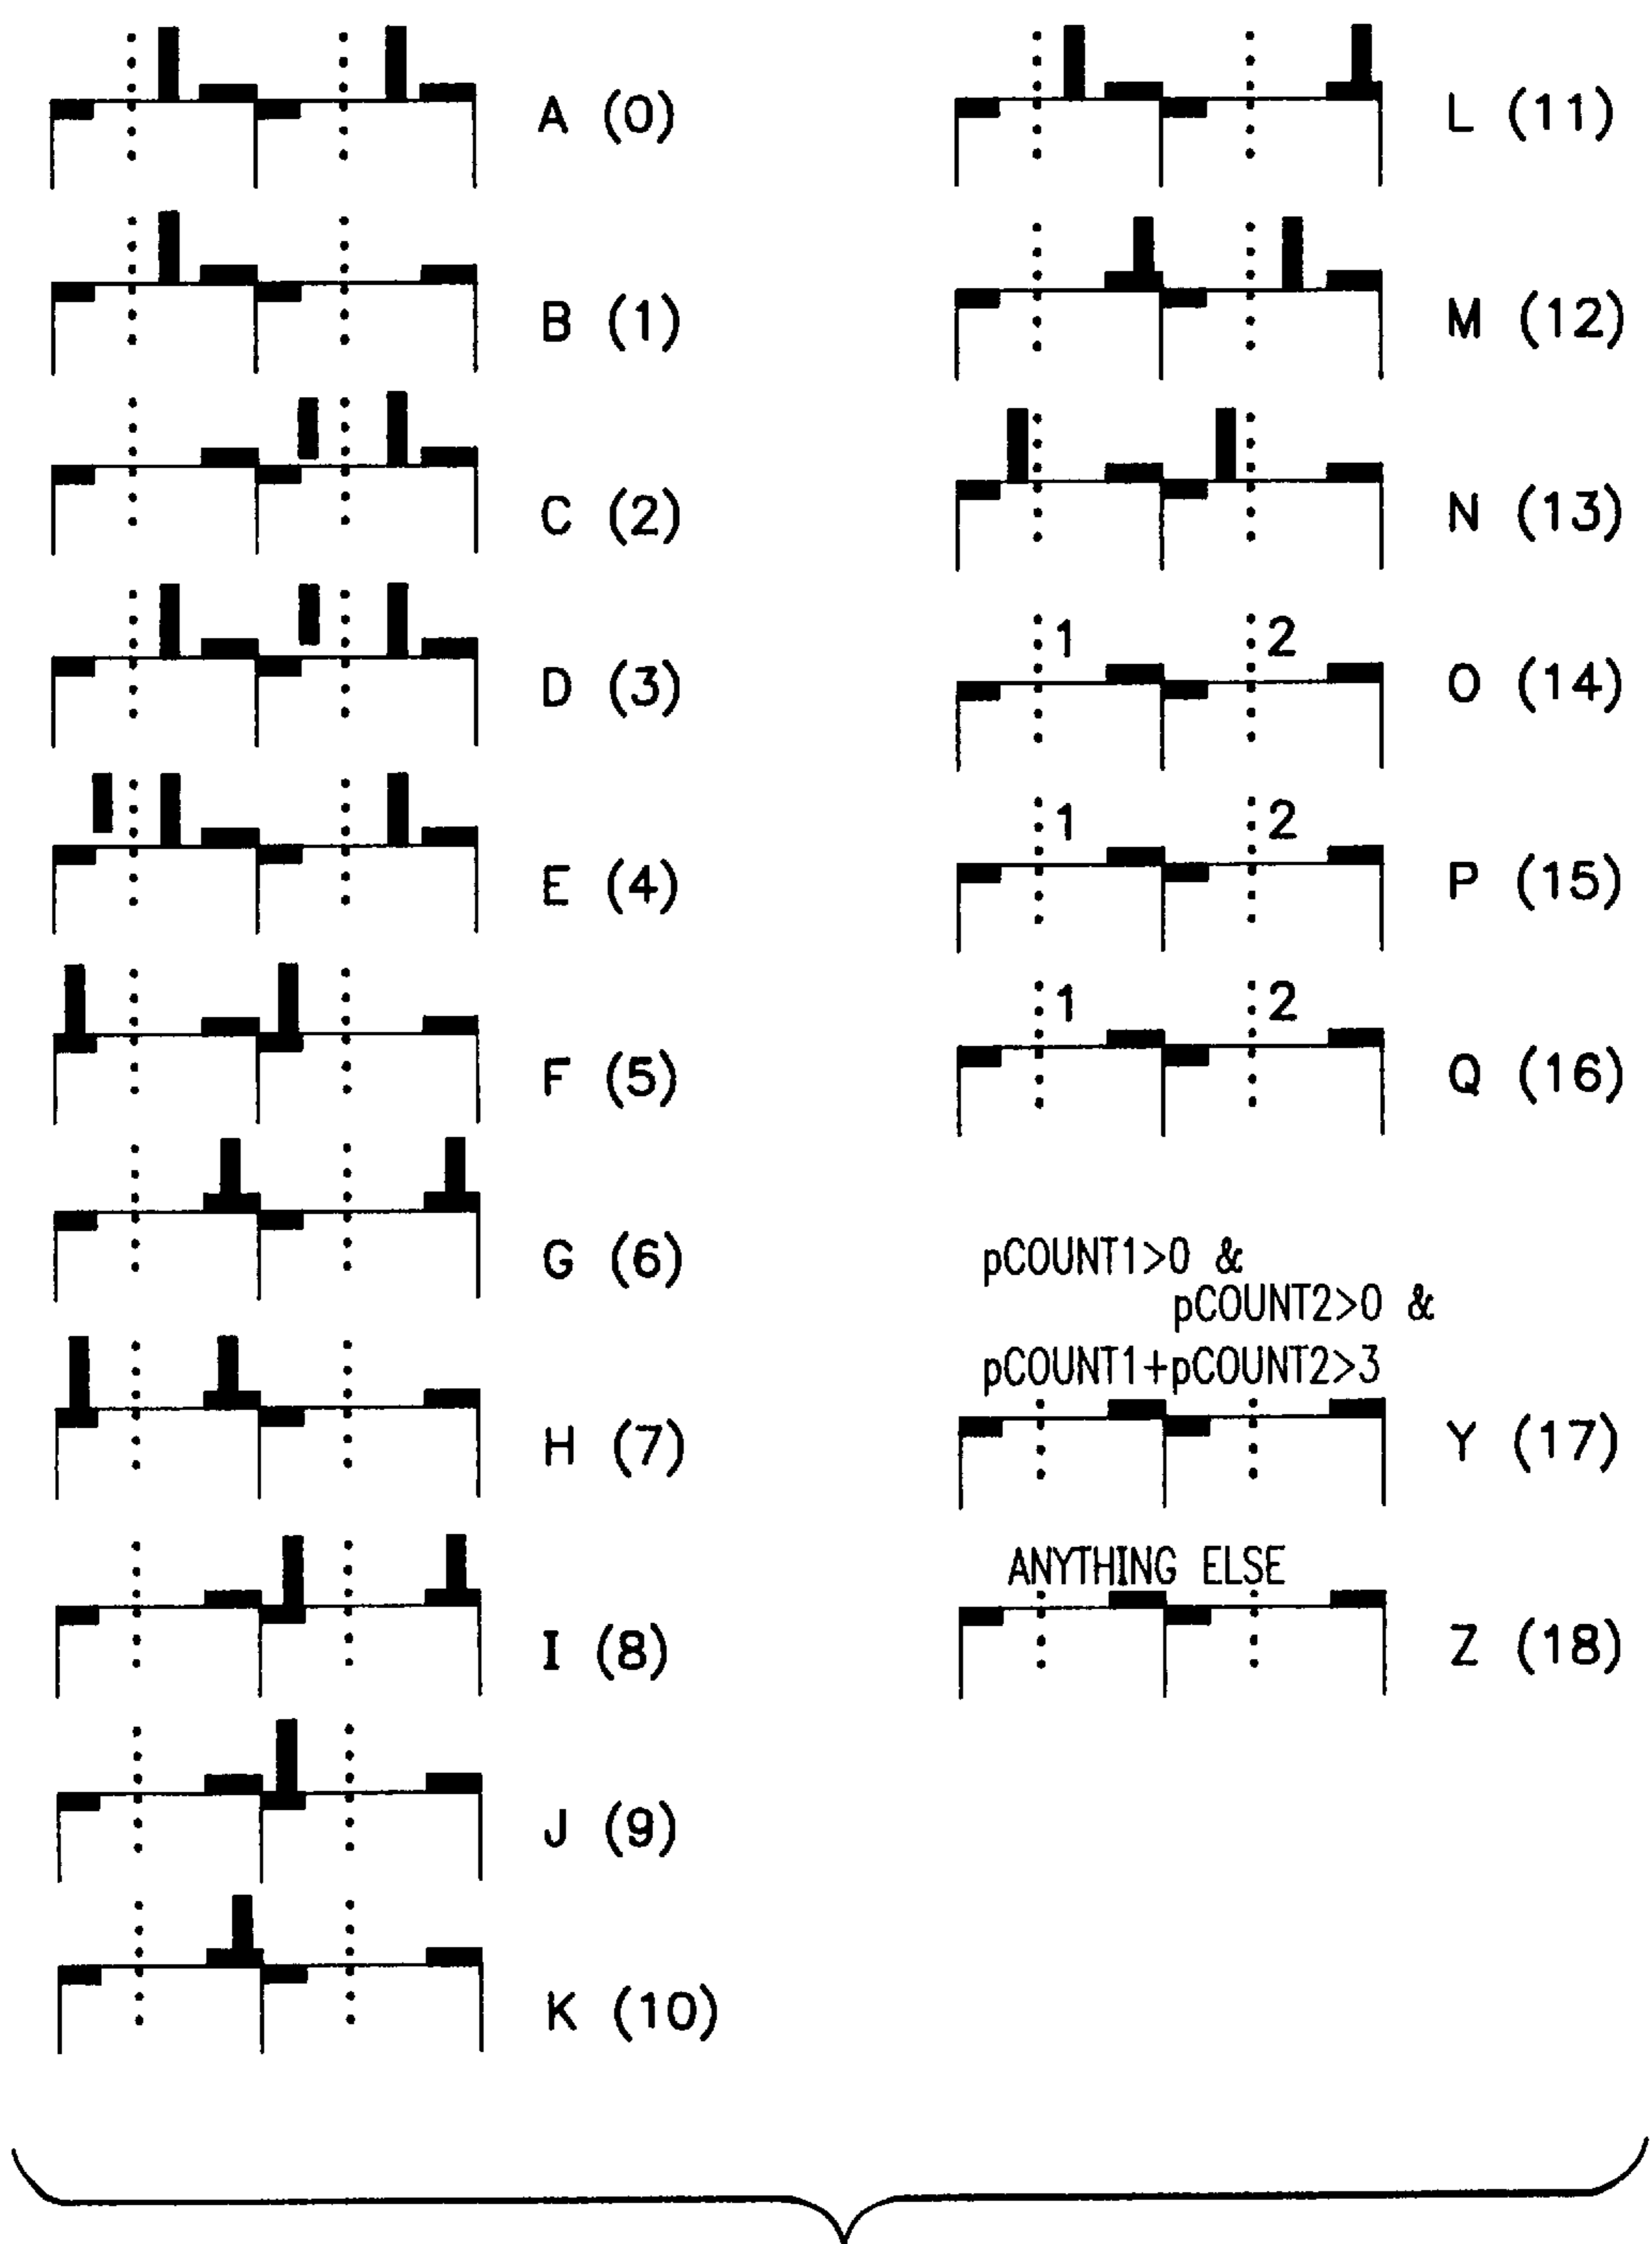 A (0)
B (1)
C (2)
D (3)
E (4)
F (5)
G (6)
H (7)
I (8)
J (9)
K (10)
L (11)
M (12)
N (13)
1 2
O (14)
1 2
P (15)
1 2
Q (16)
pCOUNT1>0 &
pCOUNT2>0 &
pCOUNT1+pCOUNT2>3
Y (17)
ANYTHING ELSE
Z (18)